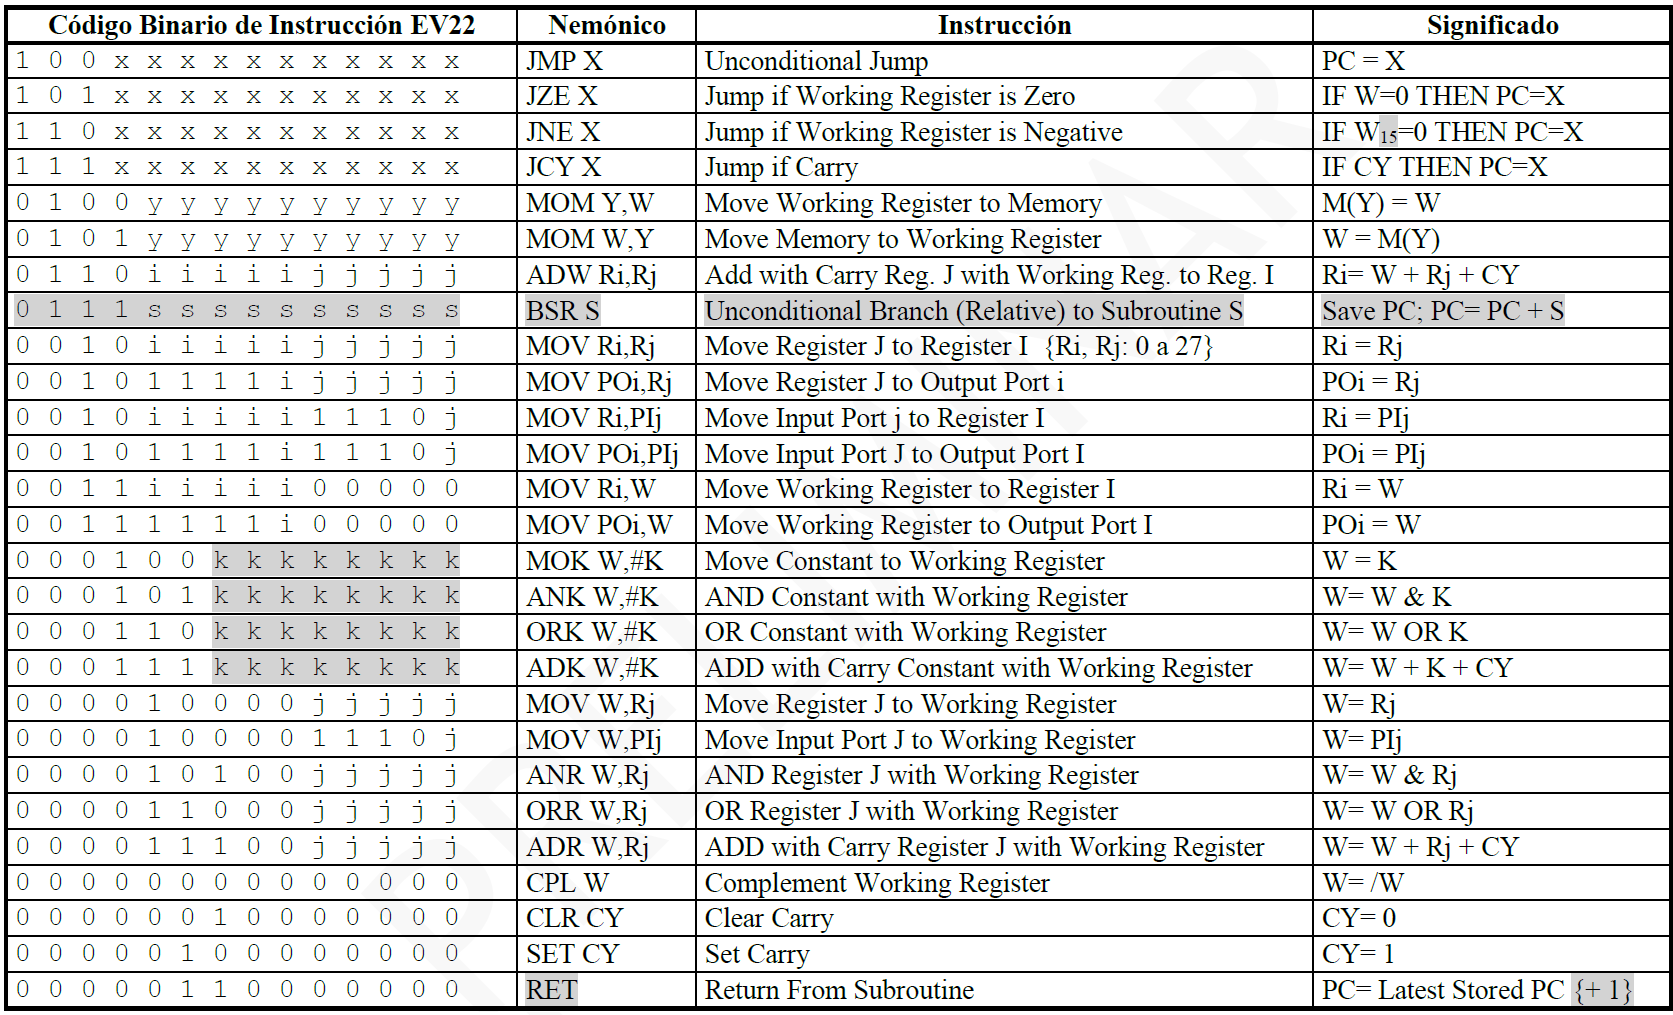 Código Binario de Instrucción EV22 Nemónico Instrucción Significado
1 0 0 x x x x x x x x x x x JMP X Unconditional Jump PC = X
1 0 1 x x x x x x x x x x x JZE X Jump if Working Register is Zero IF W=0 THEN PC=X
1 1 0 x x x x x x x x x x x JNE X Jump if Working Register is Negative IF W15=0 THEN PC=X
1 1 1 x x x x x x x x x x x JCY X Jump if Carry IF CY THEN PC=X
0 1 0 0 y y y y y y y y y y MOM Y,W Move Working Register to Memory M(Y) = W
0 1 0 1 y y y y y y y y y y MOM W,Y Move Memory to Working Register W = M(Y)
0 1 1 0 i i i i i j j j j j ADW Ri,Rj Add with Carry Reg. J with Working Reg. to Reg. I Ri= W + Rj + CY
0 1 1 1 s s s s s s s s s s BSR S Unconditional Branch (Relative) to Subroutine S Save PC; PC= PC + S
0 0 1 0 i i i i i j j j j j MOV Ri,Rj Move Register J to Register I {Ri, Rj: 0 a 27} Ri = Rj
0 0 1 0 1 1 1 1 i j j j j j MOV POi,Rj Move Register J to Output Port i POi = Rj
0 0 1 0 i i i i i 1 1 1 0 j MOV Ri,PIj Move Input Port j to Register I Ri = PIj
0 0 1 0 1 1 1 1 i 1 1 1 0 j MOV POi,PIj Move Input Port J to Output Port I POi = PIj
0 0 1 1 i i i i i 0 0 0 0 0 MOV Ri,W Move Working Register to Register I Ri = W
0 0 1 1 1 1 1 1 i 0 0 0 0 0 MOV POi,W Move Working Register to Output Port I POi = W
0 0 0 1 0 0 k k k k k k k k MOK W,#K Move Constant to Working Register W = K
0 0 0 1 0 1 k k k k k k k k ANK W,#K AND Constant with Working Register W= W & K
0 0 0 1 1 0 k k k k k k k k ORK W,#K OR Constant with Working Register W= W OR K
0 0 0 1 1 1 k k k k k k k k ADK W,#K ADD with Carry Constant with Working Register W= W + K + CY
0 0 0 0 1 0 0 0 0 j j j j j MOV W,Rj Move Register J to Working Register W= Rj
0 0 0 0 1 0 0 0 0 1 1 1 0 j MOV W,PIj Move Input Port J to Working Register W= PIj
0 0 0 0 1 0 1 0 0 j j j j j ANR W,Rj AND Register J with Working Register W= W & Rj
0 0 0 0 1 1 0 0 0 j j j j j ORR W,Rj OR Register J with Working Register W= W OR Rj
0 0 0 0 1 1 1 0 0 j j j j j ADR W,Rj ADD with Carry Register J with Working Register W= W + Rj + CY
0 0 0 0 0 0 0 0 0 0 0 0 0 0 CPL W Complement Working Register W= /W
0 0 0 0 0 0 1 0 0 0 0 0 0 0 CLR CY Clear Carry CY= 0
0 0 0 0 0 1 0 0 0 0 0 0 0 0 SET CY Set Carry CY= 1
0 0 0 0 0 1 1 0 0 0 0 0 0 0 RET Return From Subroutine PC= Latest Stored PC {+ 1}